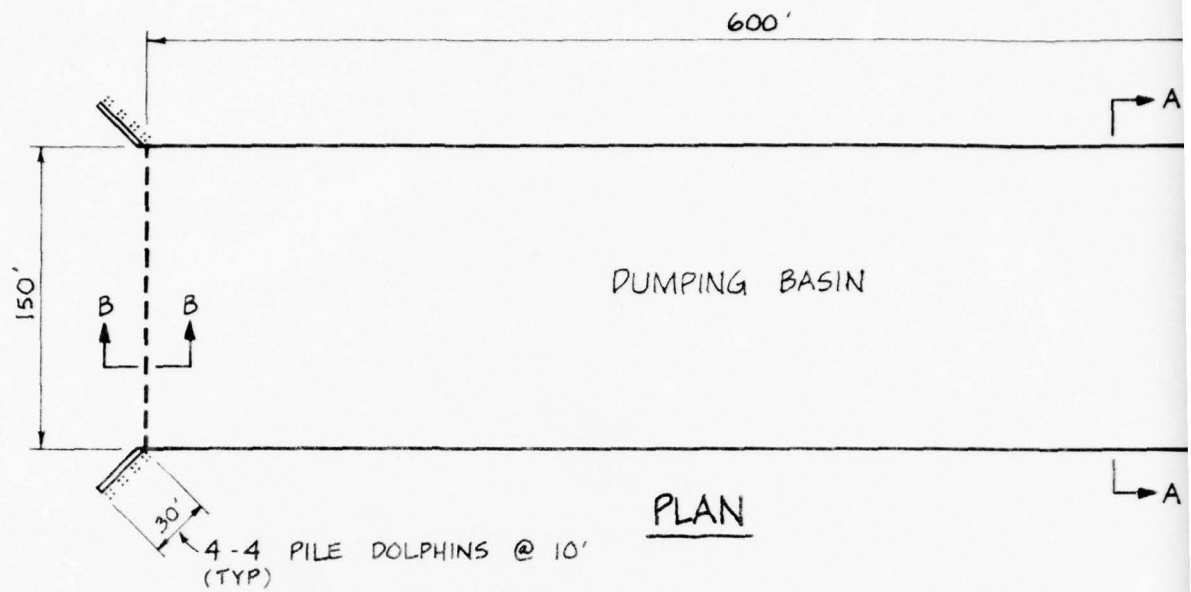 600'
A
150'
B B
DUMPING BASIN
A
30'
PLAN
4-4 PILE DOLPHINS @ 10'
(TYP)